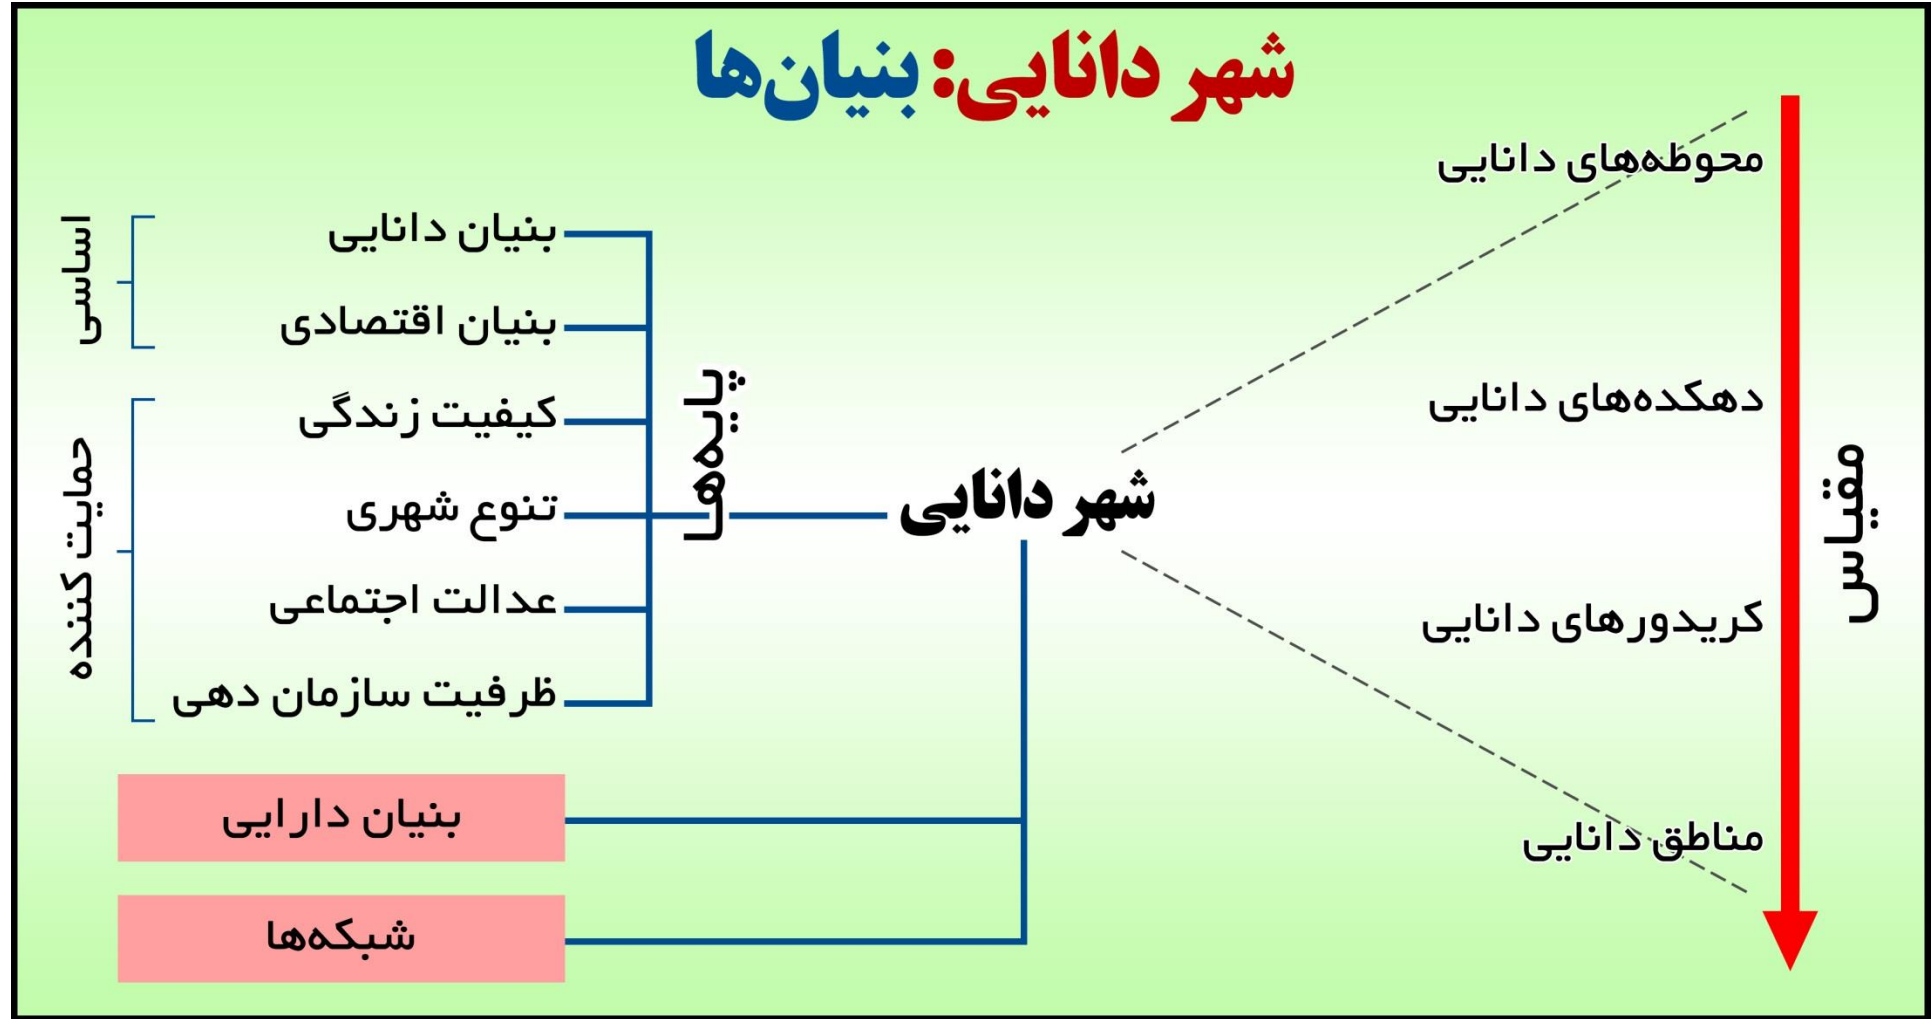 شهر دانایی: بنیان‌ها
مقیاس
محوطه‌های دانایی
دهکده‌های دانایی
کریدورهای دانایی
مناطق دانایی
شهر دانایی
پایه‌ها
بنیان دانایی
بنیان اقتصادی
کیفیت زندگی
تنوع شهری
عدالت اجتماعی
ظرفیت سازمان دهی
اساسی
حمایت کننده
بنیان دارایی
شبکه‌ها